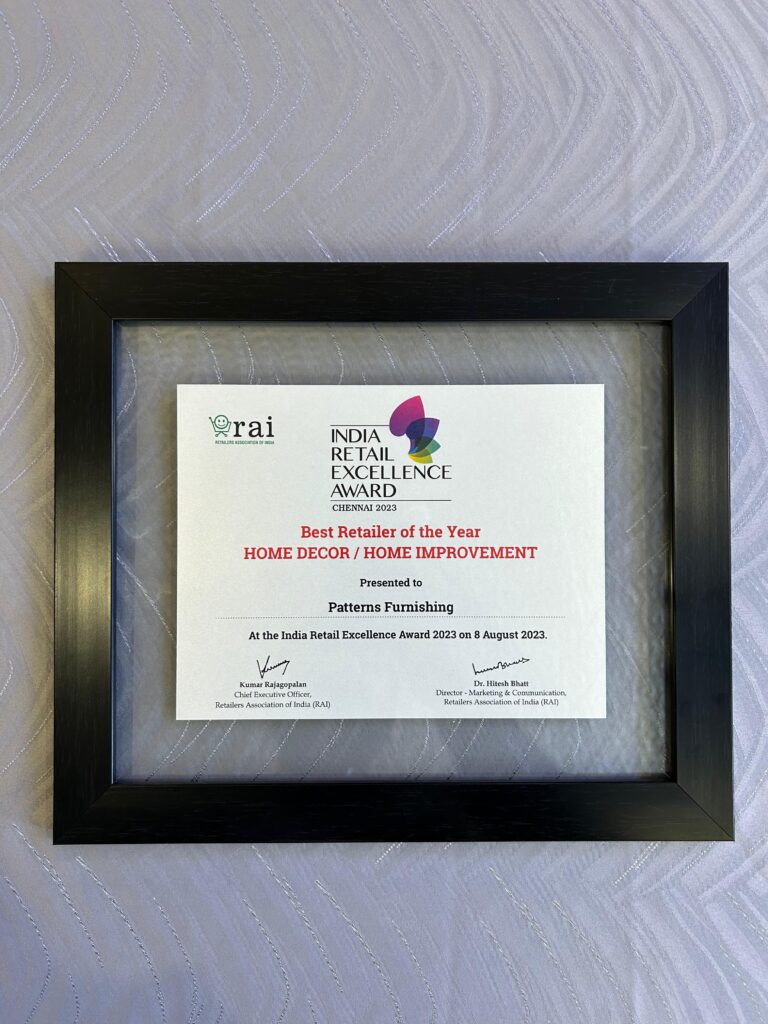 rai
RETAILERS ASSOCIATION OF INDIA
INDIA
RETAIL
EXCELLENCE
AWARD
CHENNAI 2023
Best Retailer of the Year
HOME DECOR / HOME IMPROVEMENT
Presented to
Patterns Furnishing
At the India Retail Excellence Award 2023 on 8 August 2023.
Kumar Rajagopalan
Chief Executive Officer,
Retailers Association of India (RAI)
Dr. Hitesh Bhatt
Director - Marketing & Communication,
Retailers Association of India (RAI)